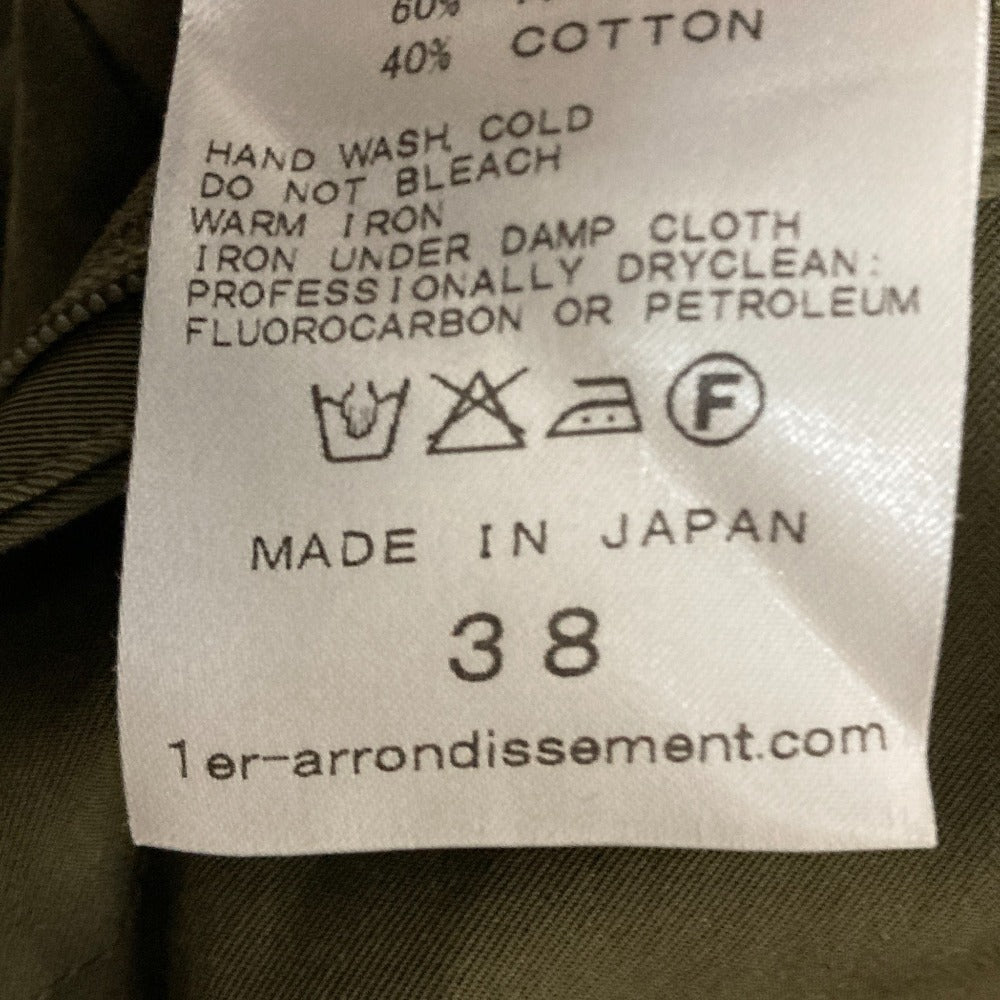 60%
40% COTTON
HAND WASH COLD
DO NOT BLEACH
WARM IRON
IRON UNDER DAMP CLOTH
PROFESSIONALLY DRYCLEAN:
FLUOROCARBON OR PETROLEUM
F
MADE IN JAPAN
38
1er-arrondissement.com